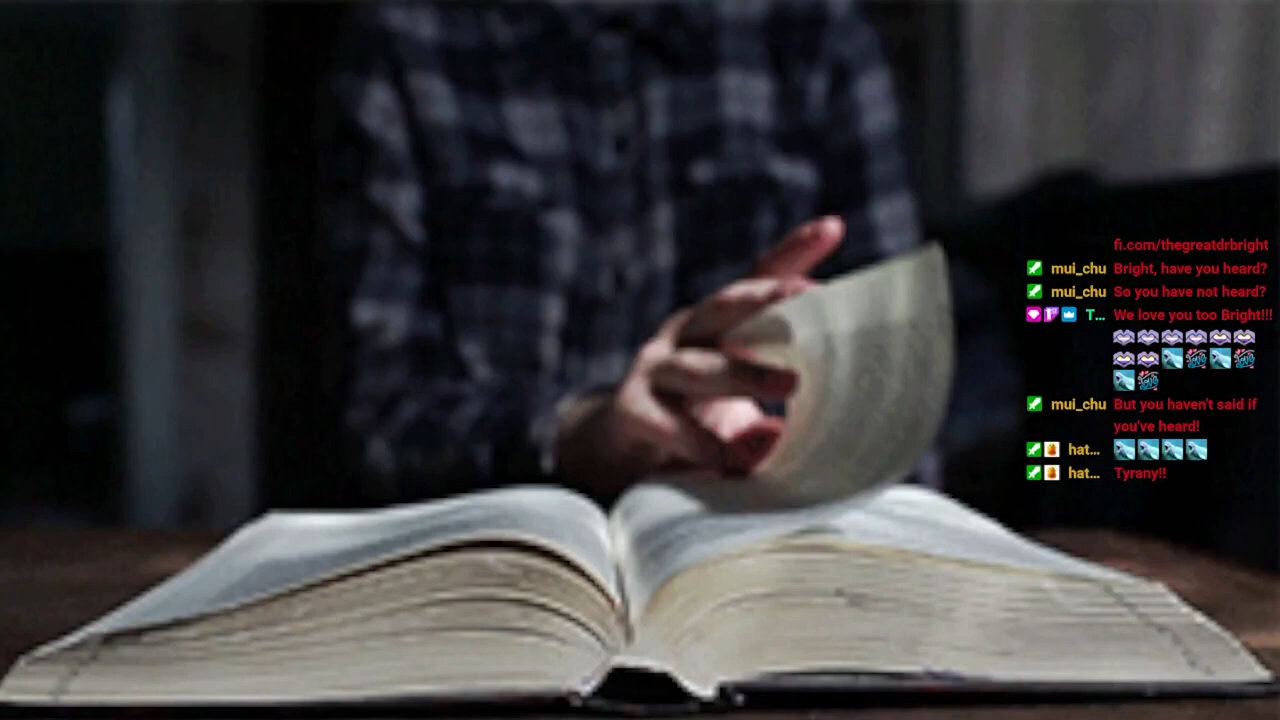 fi.com/thegreatdrbright
mui_chu Bright, have you heard?
mui_chu So you have not heard?
T... We love you too Bright!!!
mui_chu But you haven't said if
you've heard!
hat...
hat... Tyrany!!